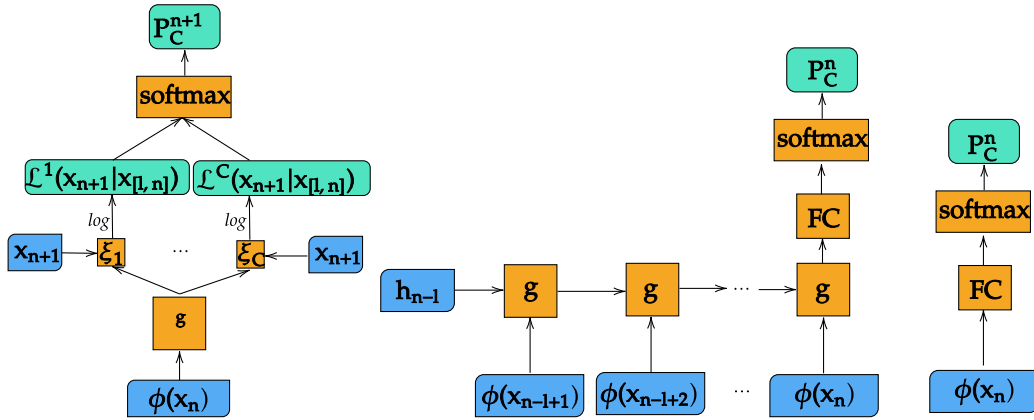 P_C^{n+1}
softmax
ℒ^1(x_{n+1}|x_{[l, n]})
ℒ^C(x_{n+1}|x_{[l, n]})
log
log
x_{n+1}
ξ_1
...
ξ_C
x_{n+1}
g
ϕ(x_n)
P_C^n
softmax
FC
h_{n-l}
g
g
...
g
ϕ(x_{n-l+1})
ϕ(x_{n-l+2})
...
ϕ(x_n)
P_C^n
softmax
FC
ϕ(x_n)